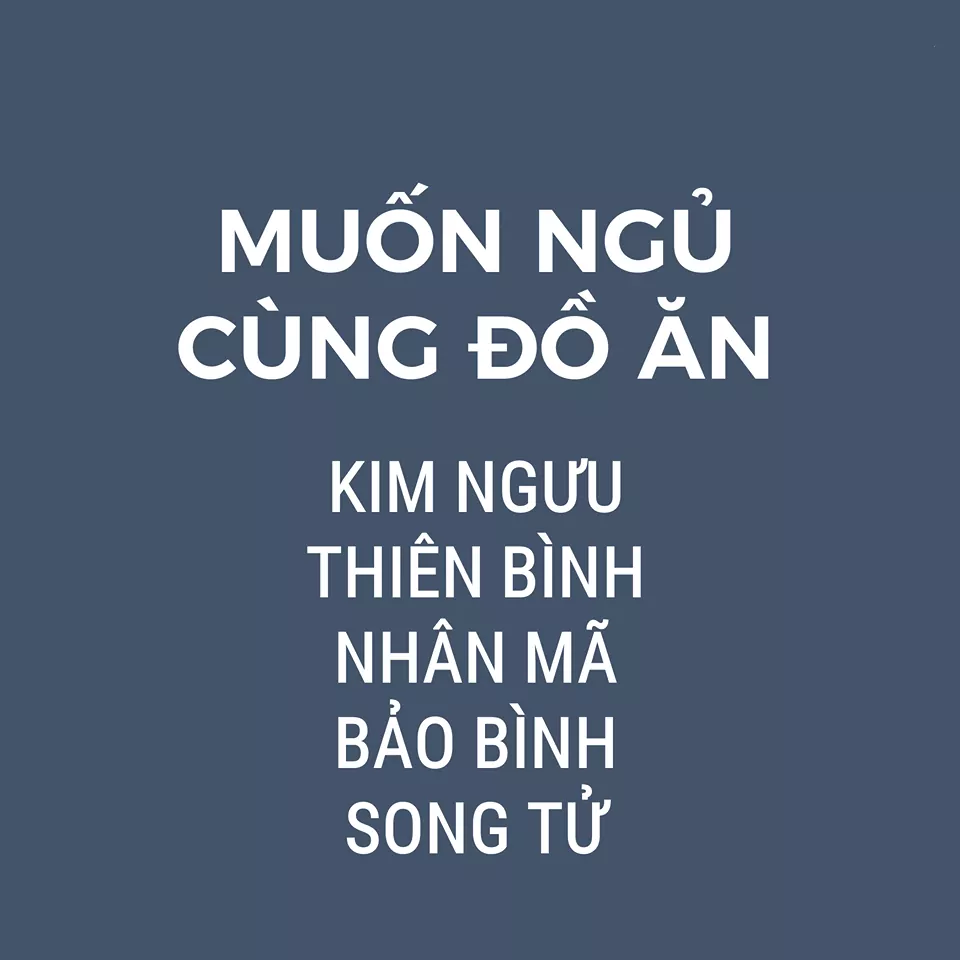 MUỐN NGỦ
CÙNG ĐỒ ĂN
KIM NGƯU
THIÊN BÌNH
NHÂN MÃ
BẢO BÌNH
SONG TỬ